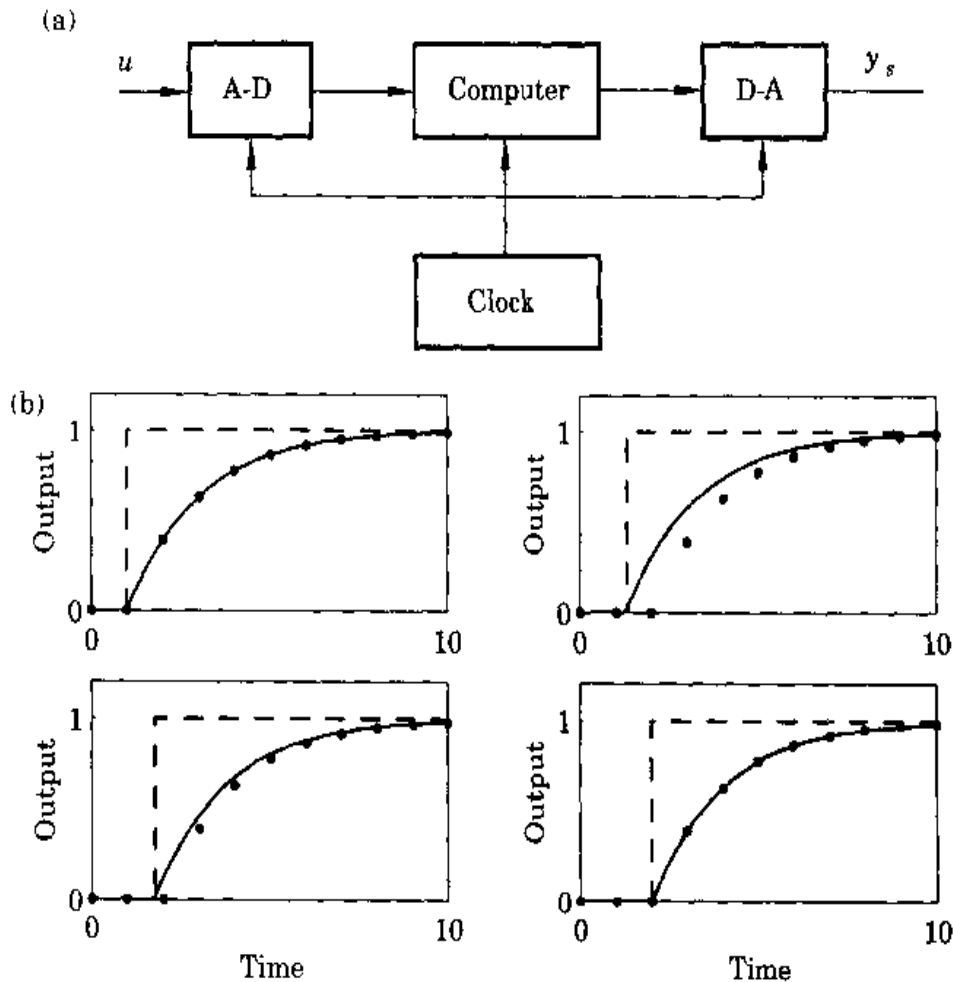 (a)
u A-D Computer D-A y s
Clock
(b)
1 1
Output Output
0 0
0 10 0 10
1 1
Output Output
0 0
0 10 0 10
Time Time